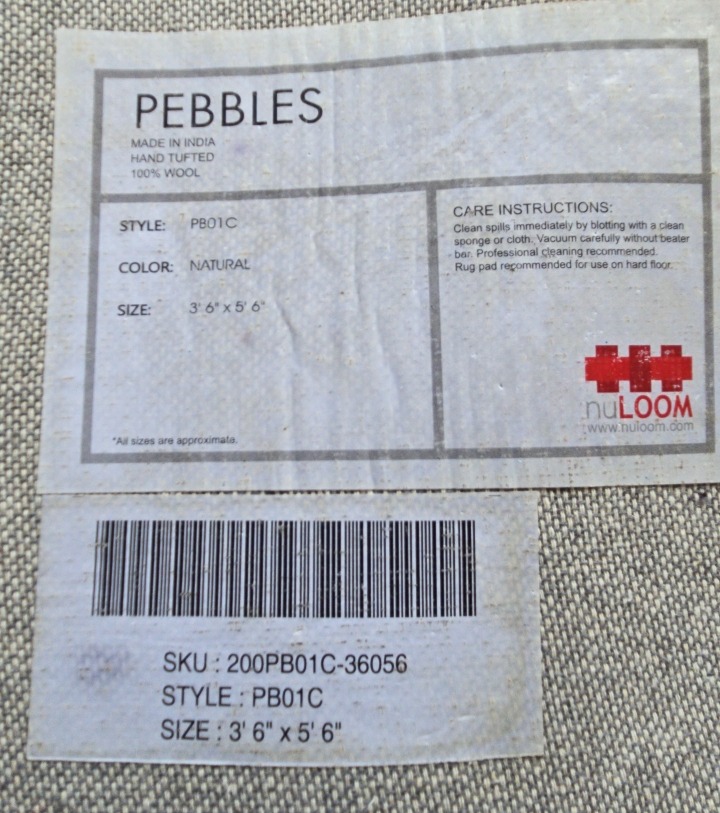 PEBBLES
MADE IN INDIA
HAND TUFTED
100% WOOL
STYLE: PB01C
COLOR: NATURAL
SIZE: 3' 6" x 5' 6"
*All sizes are approximate.
CARE INSTRUCTIONS:
Clean spills immediately by blotting with a clean
sponge or cloth. Vacuum carefully without beater
bar. Professional cleaning recommended.
Rug pad recommended for use on hard floor.
nuLOOM
www.nuloom.com
SKU : 200PB01C-36056
STYLE : PB01C
SIZE : 3' 6" x 5' 6"